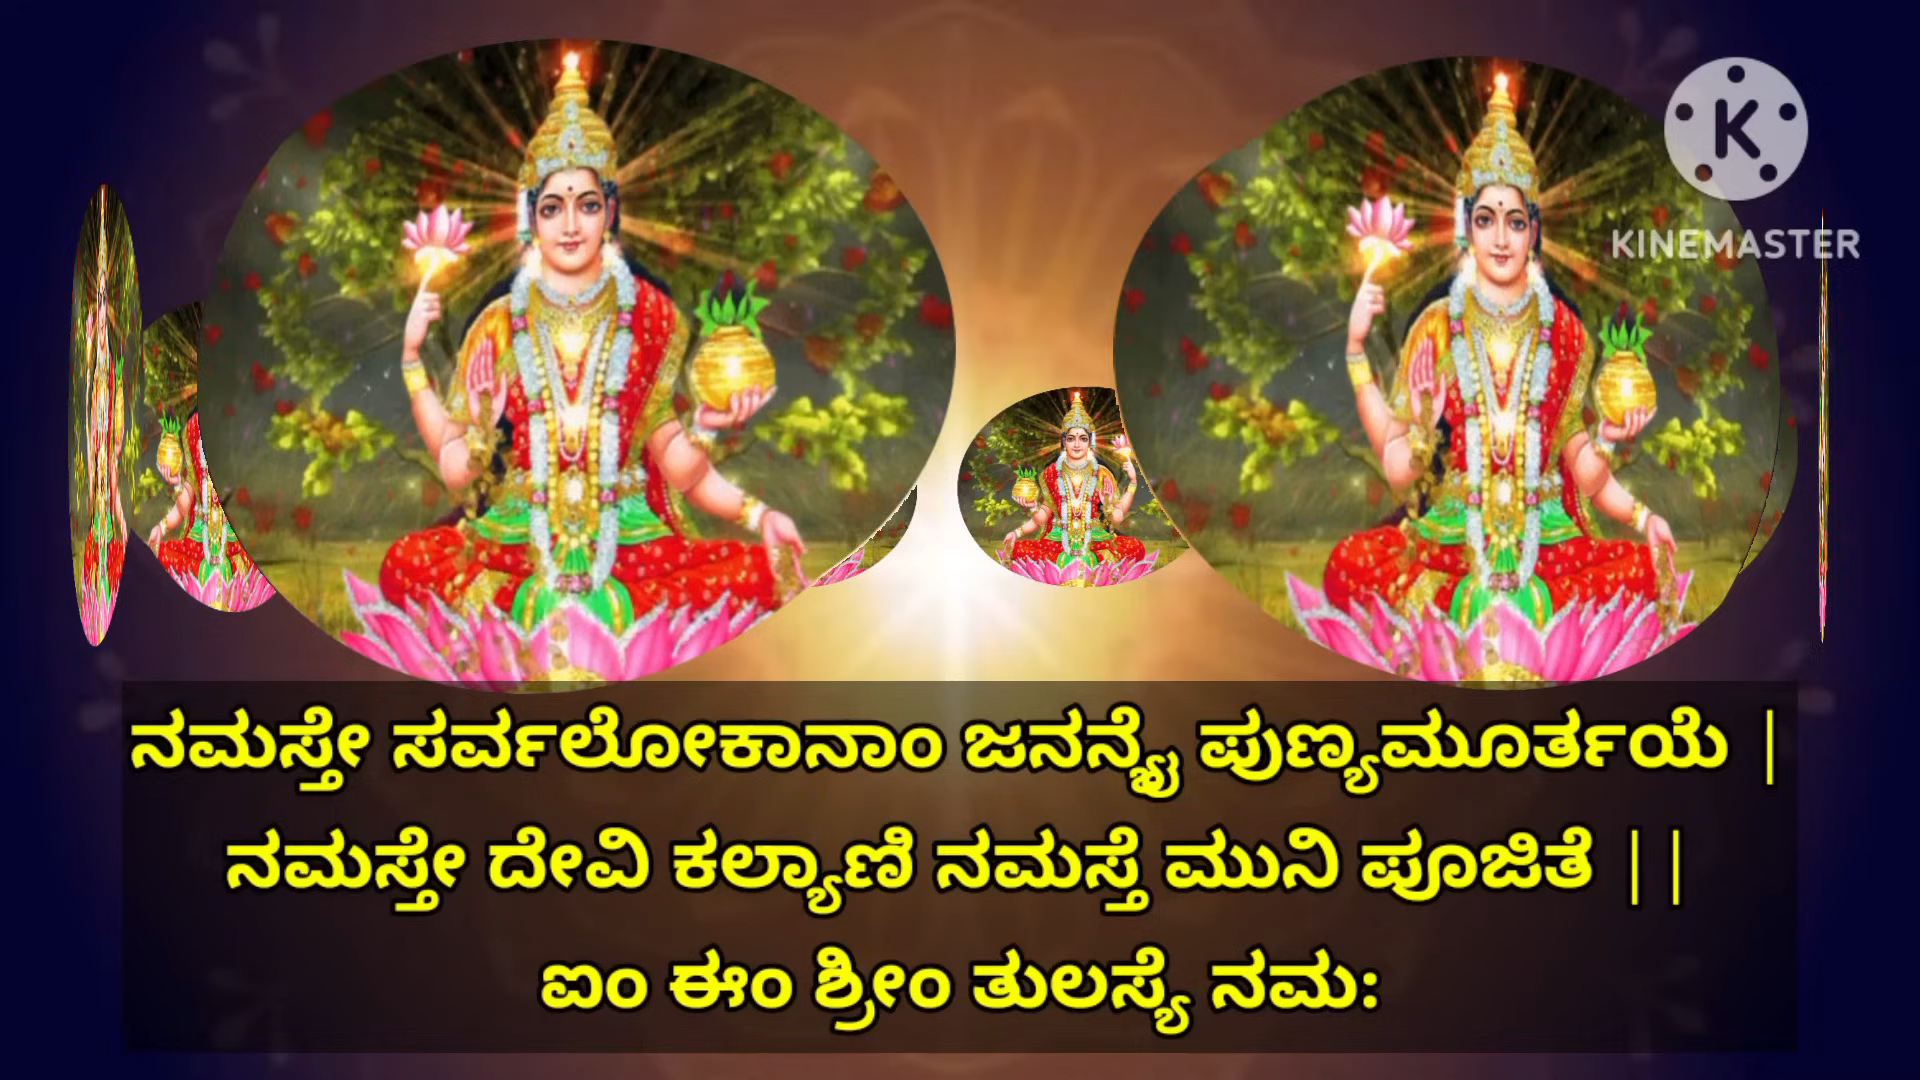 KINEMASTER
ನಮಸ್ತೇ ಸರ್ವಲೋಕಾನಾಂ ಜನನ್ಯೈ ಪುಣ್ಯಮೂರ್ತಯೆ |
ನಮಸ್ತೇ ದೇವಿ ಕಲ್ಯಾಣಿ ನಮಸ್ತೆ ಮುನಿ ಪೂಜಿತೆ ||
ಐಂ ಈಂ ಶ್ರೀಂ ತುಲಸ್ಯೆ ನಮಃ